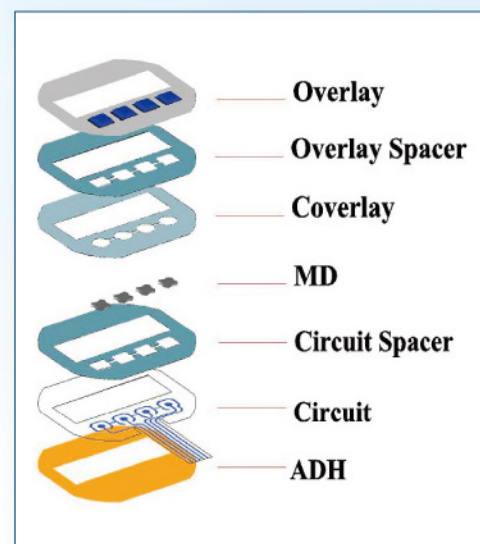 Overlay
Overlay Spacer
Coverlay
MD
Circuit Spacer
Circuit
ADH